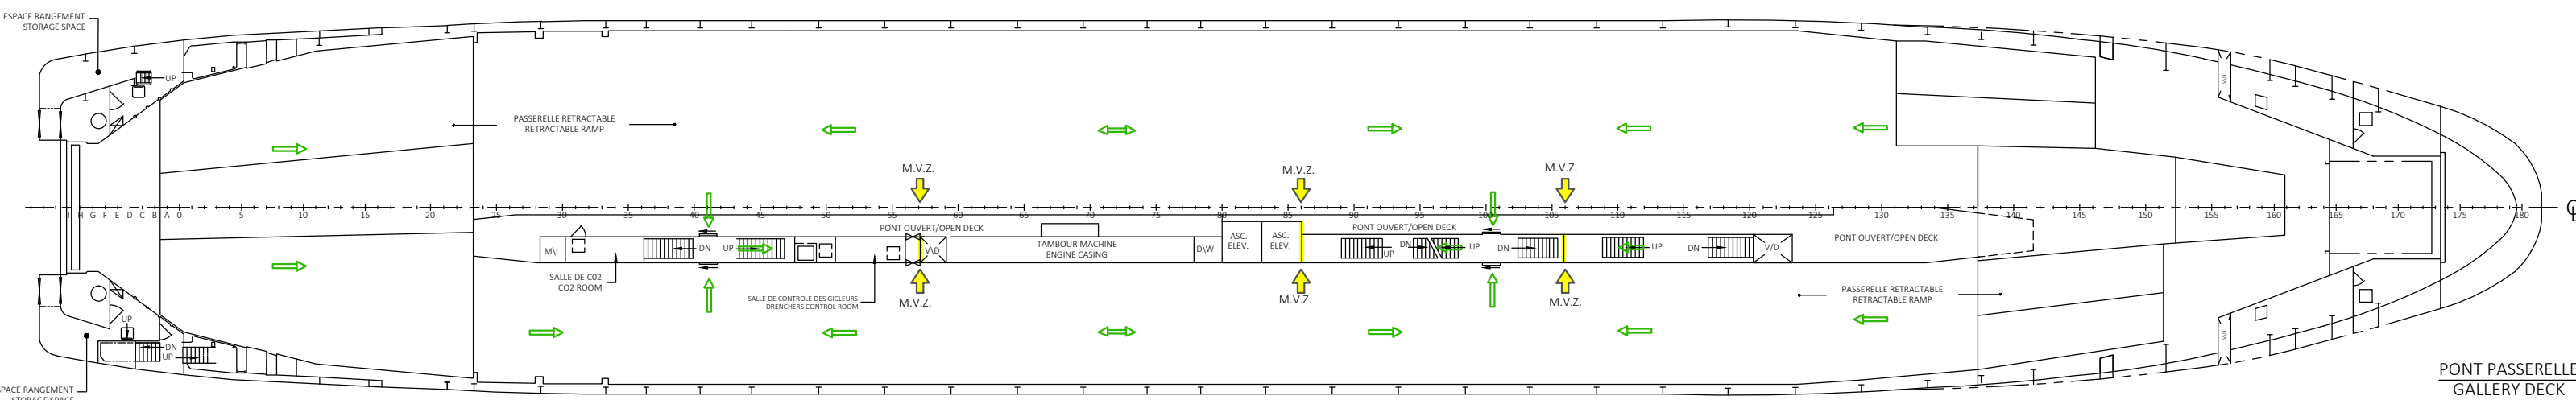 ESPACE RANGEMENT
STORAGE SPACE
UP
PASSERELLE RETRACTABLE
RETRACTABLE RAMP
M.V.Z.
M.V.Z.
M.V.Z.
V\D
J H G F E D C B A 0 5 10 15 20 25 30 35 40 45 50 55 60 65 70 75 80 85 90 95 100 105 110 115 120 125 130 135 140 145 150 155 160 165 170 175 180
PONT OUVERT/OPEN DECK
PONT OUVERT/OPEN DECK
PONT OUVERT/OPEN DECK
M\L
DN
UP
V\D
TAMBOUR MACHINE
ENGINE CASING
D\W
ASC.
ELEV.
ASC.
ELEV.
UP
DN
UP
DN
UP
DN
V/D
SALLE DE C02
CO2 ROOM
SALLE DE CONTROLE DES GICLEURS
DRENCHERS CONTROL ROOM
M.V.Z.
M.V.Z.
M.V.Z.
PASSERELLE RETRACTABLE
RETRACTABLE RAMP
UP
DN
UP
V\D
PACE RANGEMENT
STORAGE SPACE
PONT PASSERELLE
GALLERY DECK